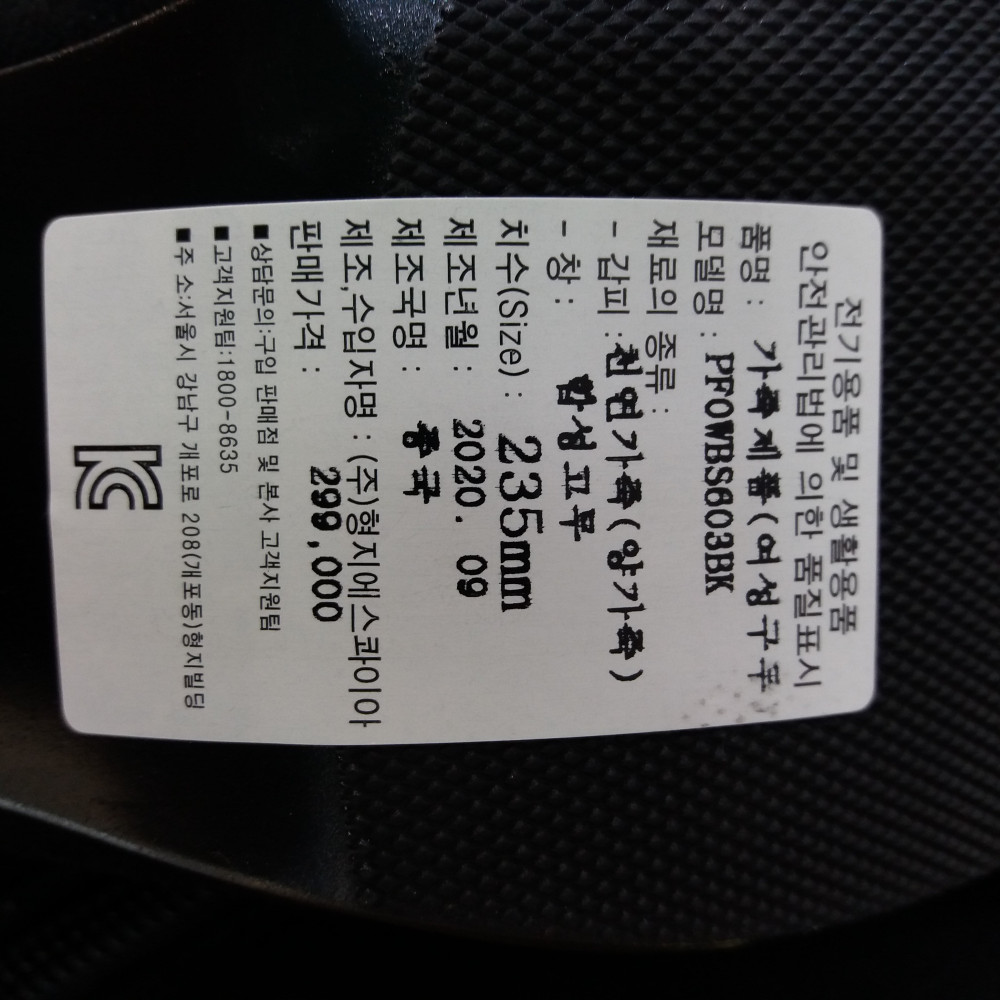 전기용품 및 생활용품
안전관리법에 의한 품질표시
품명 : 가죽제품(여성구두
모델명 : PF0WBS603BK
재료의 종류 :
- 갑피 : 천연가죽(양가죽)
- 창 : 합성고무
치수(Size) : 235mm
제조년월 : 2020. 09
제조국명 : 중국
제조,수입자명 : (주)형지에스콰이아
판매가격 : 299,000
■상담문의:구입 판매점 및 본사 고객지원팀
■고객지원팀:1800-8635
■주 소:서울시 강남구 개포로 208(개포동)형지빌딩
KC